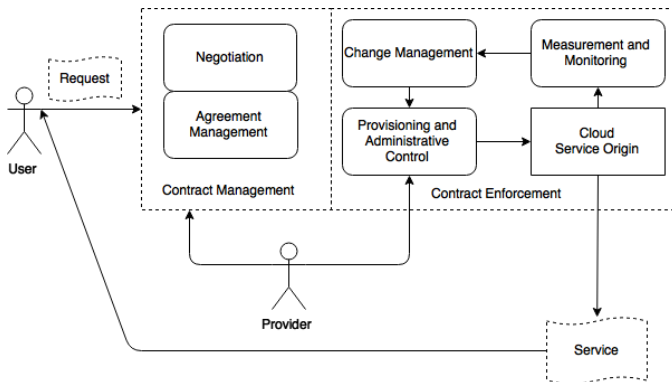 Request
User
Negotiation
Agreement
Management
Contract Management
Change Management
Measurement and
Monitoring
Provisioning and
Administrative
Control
Cloud
Service Origin
Contract Enforcement
Provider
Service